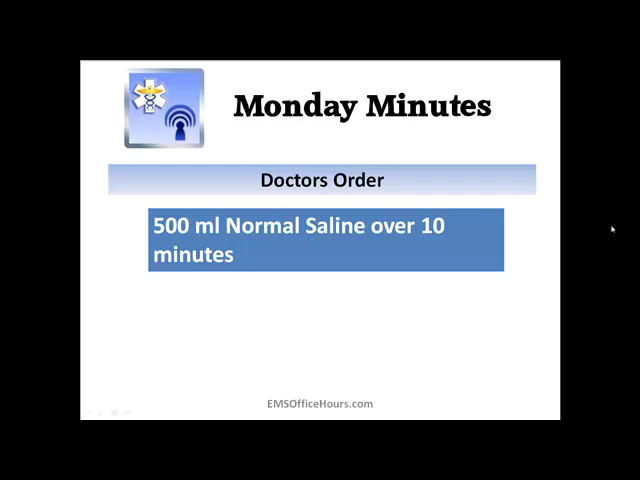 Monday Minutes
Doctors Order
500 ml Normal Saline over 10
minutes
EMSOfficeHours.com